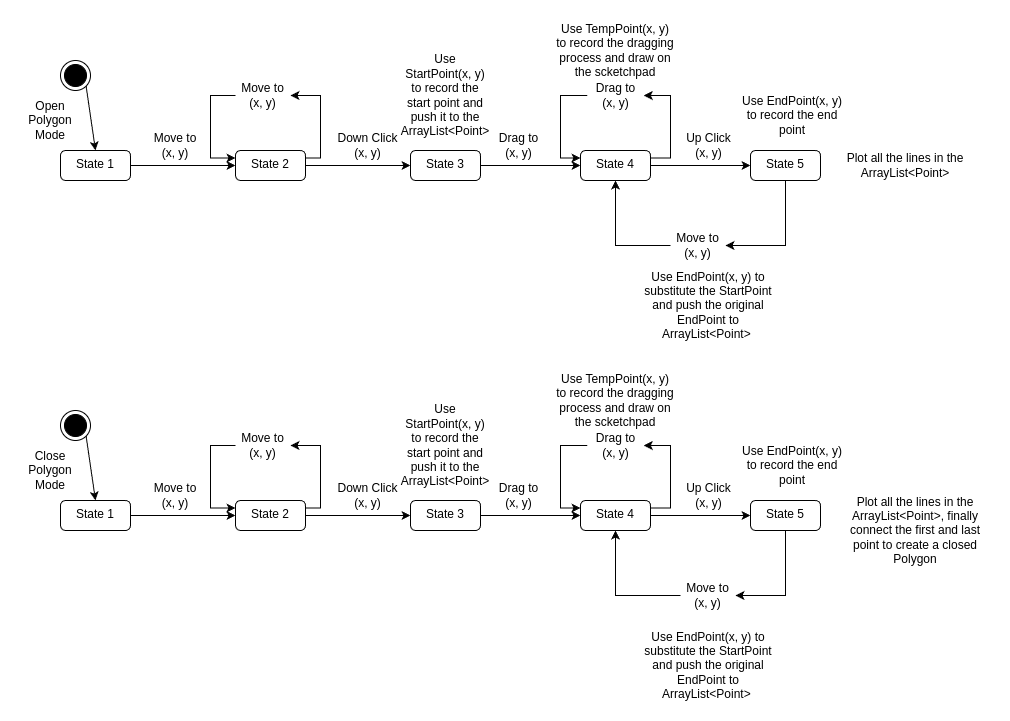 Open
Polygon
Mode
State 1
Move to
(x, y)
Move to
(x, y)
State 2
Down Click
(x, y)
Use
StartPoint(x, y)
to record the
start point and
push it to the
ArrayList<Point>
State 3
Drag to
(x, y)
Use TempPoint(x, y)
to record the dragging
process and draw on
the scketchpad
Drag to
(x, y)
State 4
Up Click
(x, y)
Use EndPoint(x, y)
to record the end
point
State 5
Plot all the lines in the
ArrayList<Point>
Move to
(x, y)
Use EndPoint(x, y) to
substitute the StartPoint
and push the original
EndPoint to
ArrayList<Point>
Close
Polygon
Mode
State 1
Move to
(x, y)
Move to
(x, y)
State 2
Down Click
(x, y)
Use
StartPoint(x, y)
to record the
start point and
push it to the
ArrayList<Point>
State 3
Drag to
(x, y)
Use TempPoint(x, y)
to record the dragging
process and draw on
the scketchpad
Drag to
(x, y)
State 4
Up Click
(x, y)
Use EndPoint(x, y)
to record the end
point
State 5
Plot all the lines in the
ArrayList<Point>, finally
connect the first and last
point to create a closed
Polygon
Move to
(x, y)
Use EndPoint(x, y) to
substitute the StartPoint
and push the original
EndPoint to
ArrayList<Point>